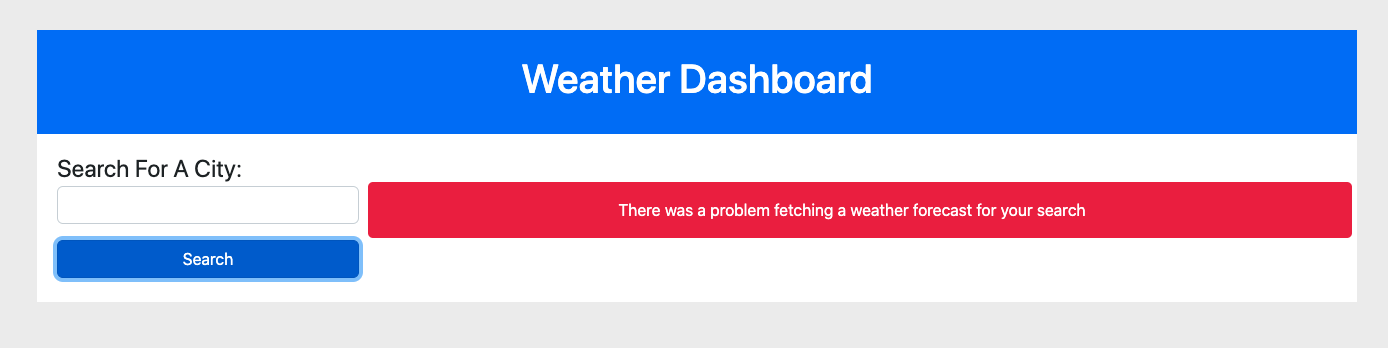 Weather Dashboard
Search For A City:
There was a problem fetching a weather forecast for your search
Search